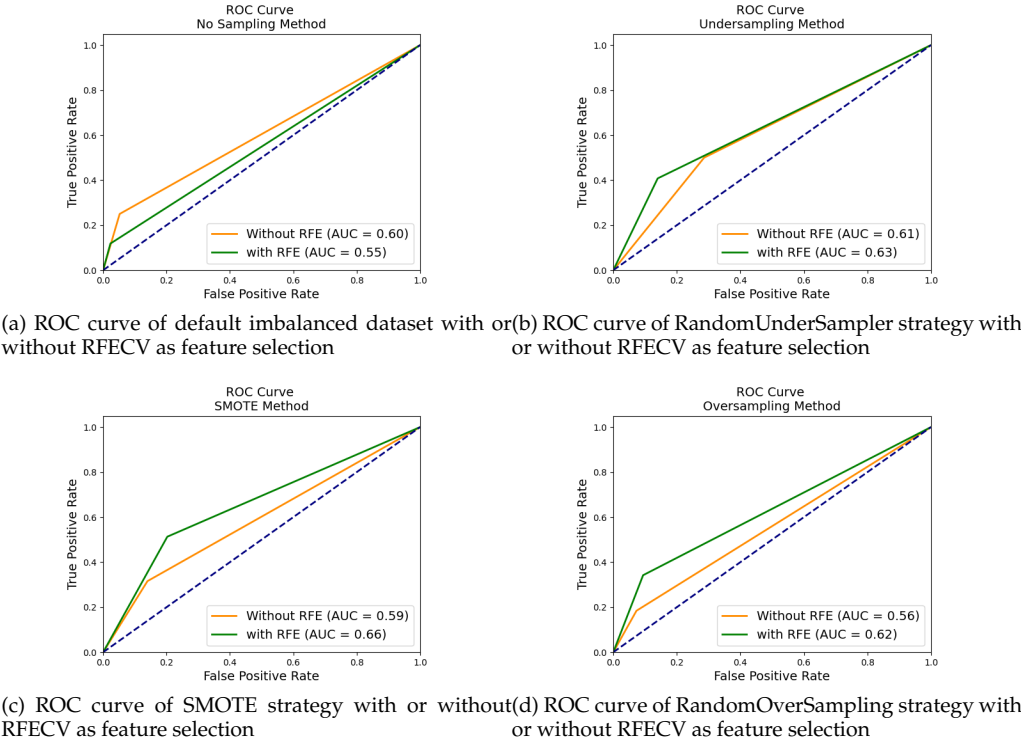 ROC Curve
No Sampling Method
True Positive Rate
1.0
0.8
0.6
0.4
0.2
0.0
0.0 0.2 0.4 0.6 0.8 1.0
False Positive Rate
Without RFE (AUC = 0.60)
with RFE (AUC = 0.55)
(a) ROC curve of default imbalanced dataset with or
without RFECV as feature selection
ROC Curve
Undersampling Method
True Positive Rate
1.0
0.8
0.6
0.4
0.2
0.0
0.0 0.2 0.4 0.6 0.8 1.0
False Positive Rate
Without RFE (AUC = 0.61)
with RFE (AUC = 0.63)
(b) ROC curve of RandomUnderSampler strategy with
or without RFECV as feature selection
ROC Curve
SMOTE Method
True Positive Rate
1.0
0.8
0.6
0.4
0.2
0.0
0.0 0.2 0.4 0.6 0.8 1.0
False Positive Rate
Without RFE (AUC = 0.59)
with RFE (AUC = 0.66)
(c) ROC curve of SMOTE strategy with or without
RFECV as feature selection
ROC Curve
Oversampling Method
True Positive Rate
1.0
0.8
0.6
0.4
0.2
0.0
0.0 0.2 0.4 0.6 0.8 1.0
False Positive Rate
Without RFE (AUC = 0.56)
with RFE (AUC = 0.62)
(d) ROC curve of RandomOverSampling strategy with
or without RFECV as feature selection